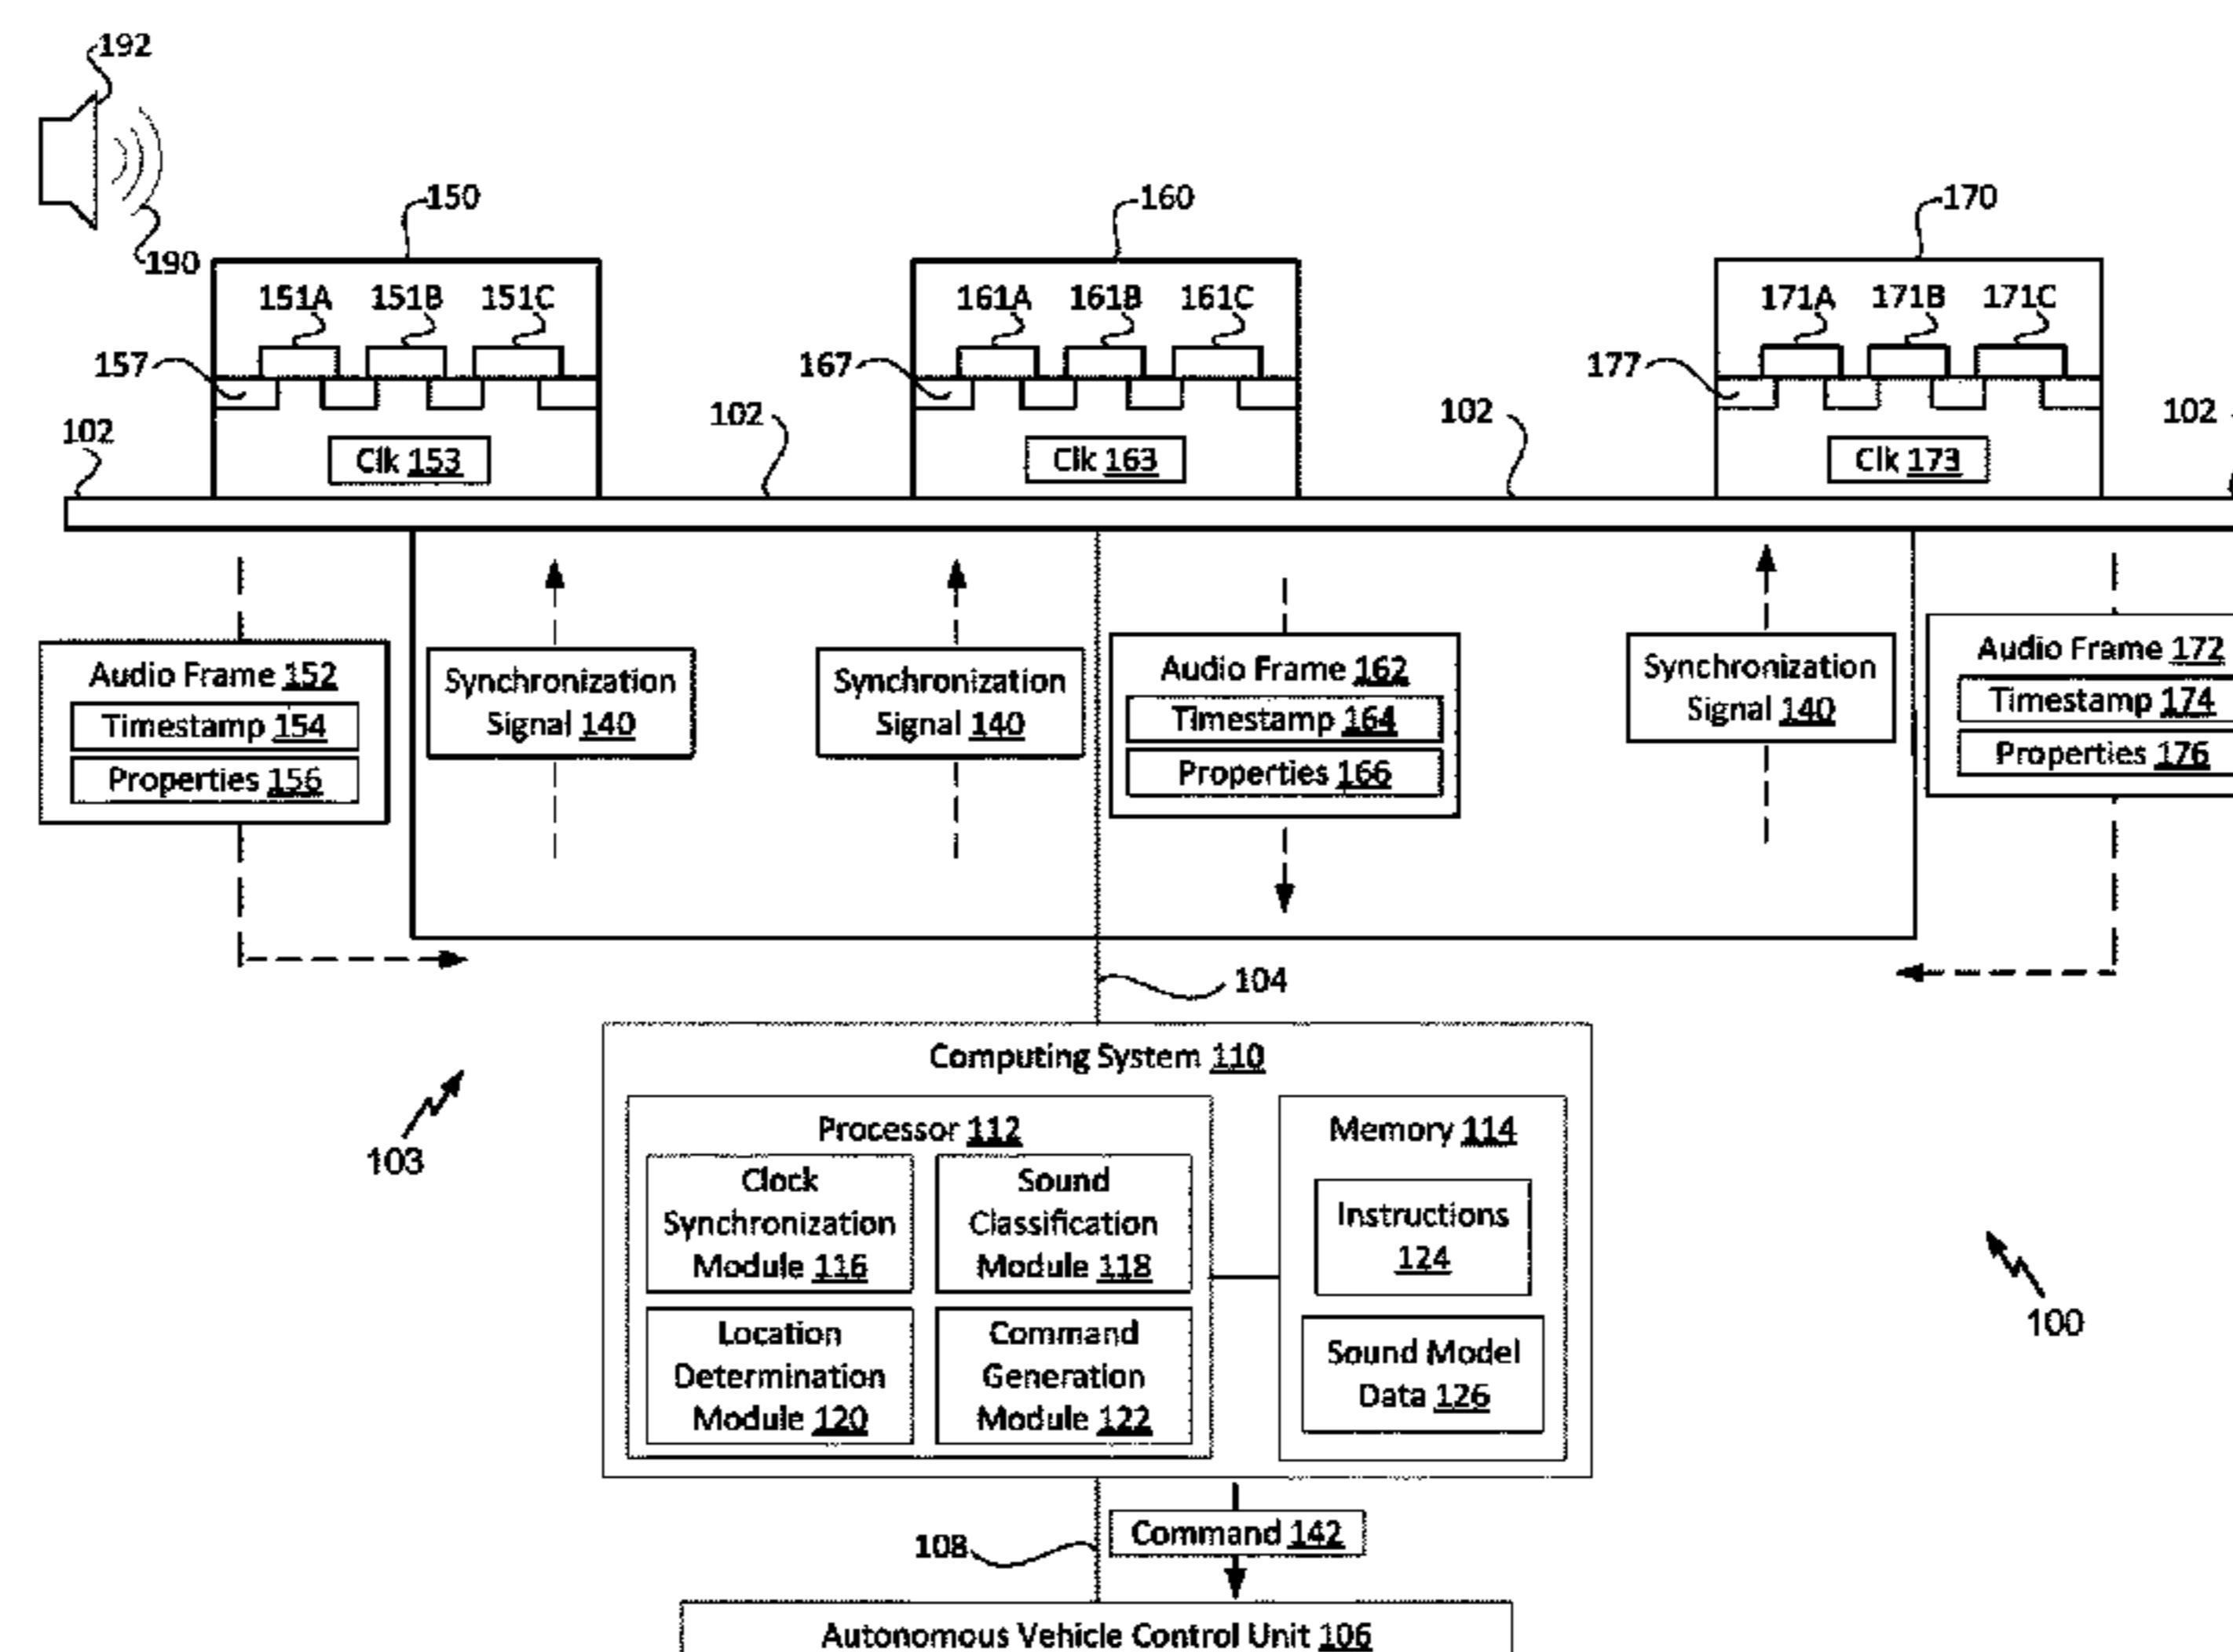 192
190
150
160
170
151A 151B 151C
161A 161B 161C
171A 171B 171C
157
167
177
102
102
102
102
Clk 153
Clk 163
Clk 173
Audio Frame 152
Timestamp 154
Properties 156
Synchronization
Signal 140
Synchronization
Signal 140
Audio Frame 162
Timestamp 164
Properties 166
Synchronization
Signal 140
Audio Frame 172
Timestamp 174
Properties 176
104
103
100
Computing System 110
Processor 112
Clock
Synchronization
Module 116
Sound
Classification
Module 118
Location
Determination
Module 120
Command
Generation
Module 122
Memory 114
Instructions
124
Sound Model
Data 126
108
Command 142
Autonomous Vehicle Control Unit 106